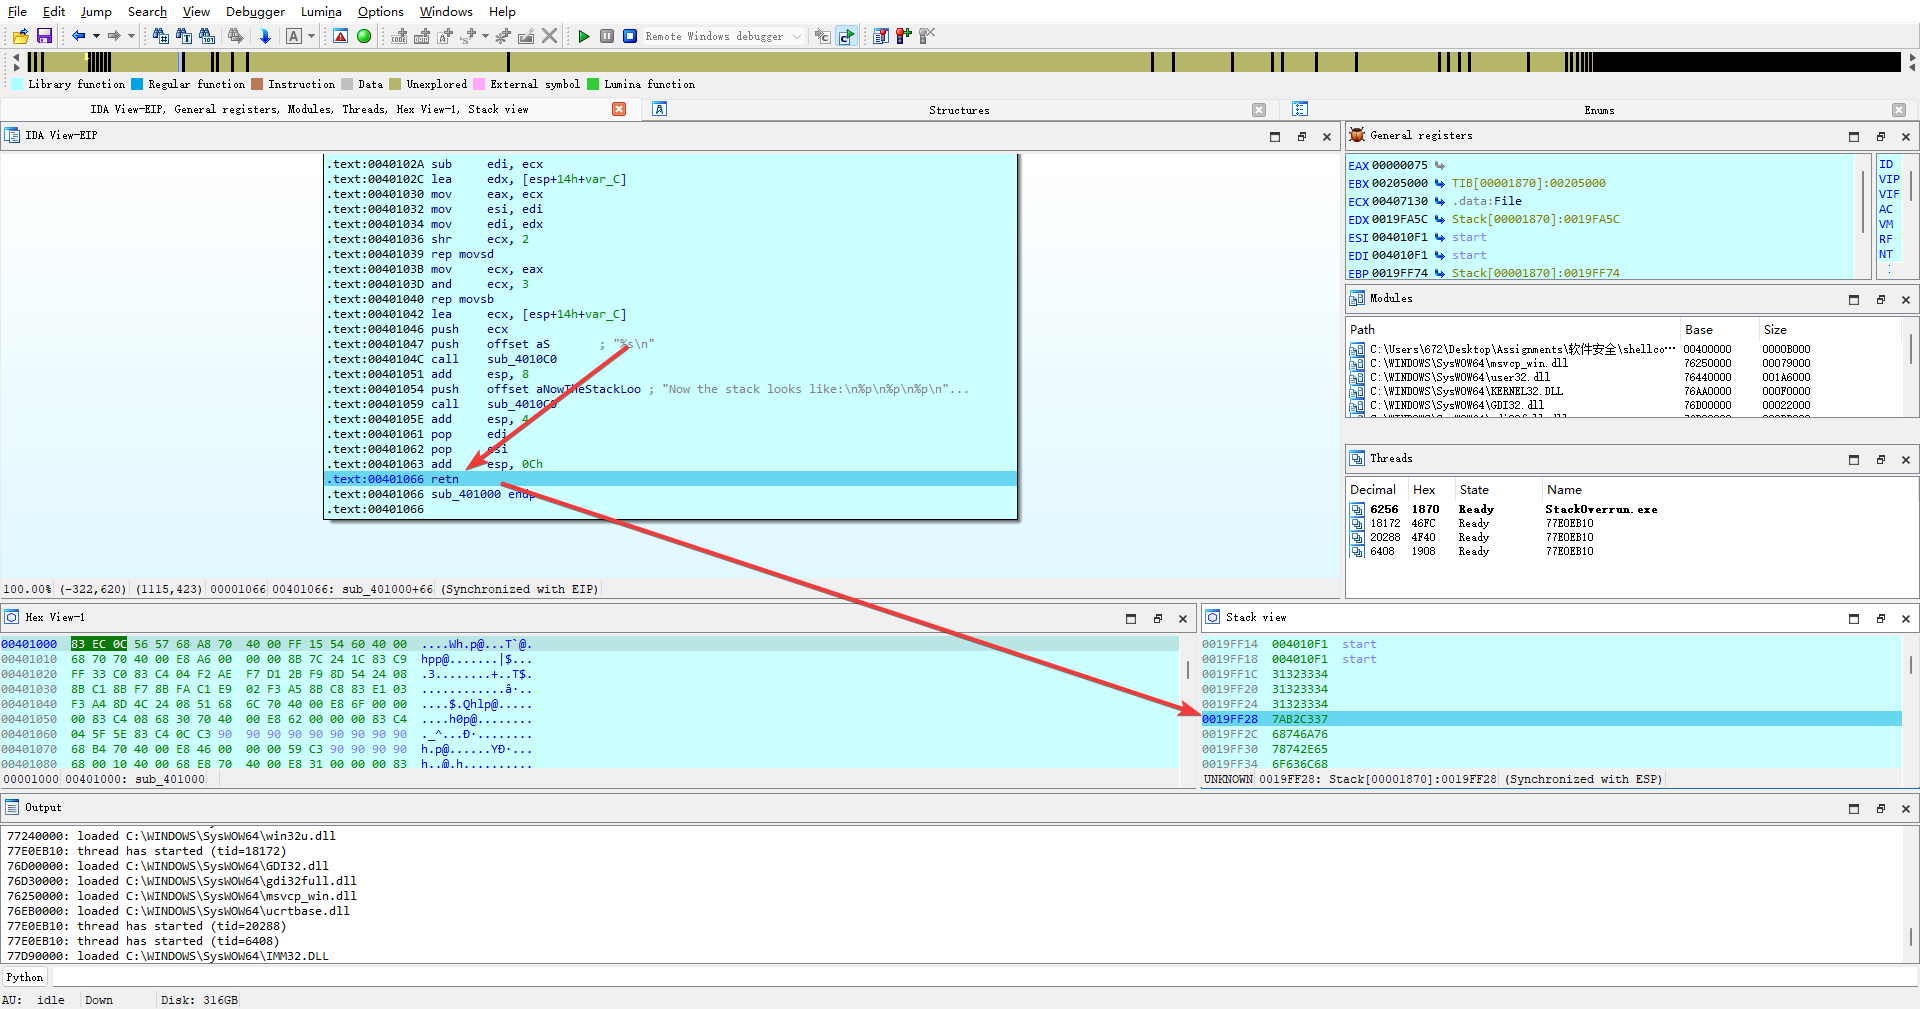 File Edit Jump Search View Debugger Lumina Options Windows Help
Remote Windows debugger
Library function Regular function Instruction Data Unexplored External symbol Lumina function
IDA View-EIP, General registers, Modules, Threads, Hex View-1, Stack view Structures Enums
IDA View-EIP
.text:0040102A sub edi, ecx
.text:0040102C lea edx, [esp+14h+var_C]
.text:00401030 mov eax, ecx
.text:00401032 mov esi, edi
.text:00401034 mov edi, edx
.text:00401036 shr ecx, 2
.text:00401039 rep movsd
.text:0040103B mov ecx, eax
.text:0040103D and ecx, 3
.text:00401040 rep movsb
.text:00401042 lea ecx, [esp+14h+var_C]
.text:00401046 push ecx
.text:00401047 push offset aS ; "%s\n"
.text:0040104C call sub_4010C0
.text:00401051 add esp, 8
.text:00401054 push offset aNowTheStackLoo ; "Now the stack looks like:\n%p\n%p\n%p\n"...
.text:00401059 call sub_4010C0
.text:0040105E add esp, 4
.text:00401061 pop edi
.text:00401062 pop esi
.text:00401063 add esp, 0Ch
.text:00401066 retn
.text:00401066 sub_401000 endp
.text:00401066
100.00% (-322,620) (1115,423) 00001066 00401066: sub_401000+66 (Synchronized with EIP)
General registers
EAX 00000075
EBX 00205000 TIB[00001870]:00205000
ECX 00407130 .data:File
EDX 0019FA5C Stack[00001870]:0019FA5C
ESI 004010F1 start
EDI 004010F1 start
EBP 0019FF74 Stack[00001870]:0019FF74
ID
VIP
VIF
AC
VM
RF
NT
Modules
Path Base Size
C:\Users\672\Desktop\Assignments\软件安全\shellco… 00400000 0000B000
C:\WINDOWS\SysWOW64\msvcp_win.dll 76250000 00079000
C:\WINDOWS\SysWOW64\user32.dll 76440000 001A6000
C:\WINDOWS\SysWOW64\KERNEL32.DLL 76AA0000 000F0000
C:\WINDOWS\SysWOW64\GDI32.dll 76D00000 00022000
Threads
Decimal Hex State Name
6256 1870 Ready StackOverrun.exe
18172 46FC Ready 77E0EB10
20288 4F40 Ready 77E0EB10
6408 1908 Ready 77E0EB10
Hex View-1
00401000 83 EC 0C 56 57 68 A8 70 40 00 FF 15 54 60 40 00 ....Wh.p@...T`@.
00401010 68 70 70 40 00 E8 A6 00 00 00 8B 7C 24 1C 83 C9 hpp@.......|$...
00401020 FF 33 C0 83 C4 04 F2 AE F7 D1 2B F9 8D 54 24 08 .3........+..T$.
00401030 8B C1 8B F7 8B FA C1 E9 02 F3 A5 8B C8 83 E1 03 ............â·..
00401040 F3 A4 8D 4C 24 08 51 68 6C 70 40 00 E8 6F 00 00 ....$.Qhlp@.....
00401050 00 83 C4 08 68 30 70 40 00 E8 62 00 00 00 83 C4 ....h0p@........
00401060 04 5F 5E 83 C4 0C C3 90 90 90 90 90 90 90 90 90 ._^...Ð·........
00401070 68 B4 70 40 00 E8 46 00 00 00 59 C3 90 90 90 90 h.p@......YÐ·...
00401080 68 00 10 40 00 68 E8 70 40 00 E8 31 00 00 00 83 h..@.h..........
00001000 00401000: sub_401000
Stack view
0019FF14 004010F1 start
0019FF18 004010F1 start
0019FF1C 31323334
0019FF20 31323334
0019FF24 31323334
0019FF28 7AB2C337
0019FF2C 68746A76
0019FF30 78742E65
0019FF34 6F636C68
UNKNOWN 0019FF28: Stack[00001870]:0019FF28 (Synchronized with ESP)
Output
77240000: loaded C:\WINDOWS\SysWOW64\win32u.dll
77E0EB10: thread has started (tid=18172)
76D00000: loaded C:\WINDOWS\SysWOW64\GDI32.dll
76D30000: loaded C:\WINDOWS\SysWOW64\gdi32full.dll
76250000: loaded C:\WINDOWS\SysWOW64\msvcp_win.dll
76EB0000: loaded C:\WINDOWS\SysWOW64\ucrtbase.dll
77E0EB10: thread has started (tid=20288)
77E0EB10: thread has started (tid=6408)
77D90000: loaded C:\WINDOWS\SysWOW64\IMM32.DLL
Python
AU: idle Down Disk: 316GB